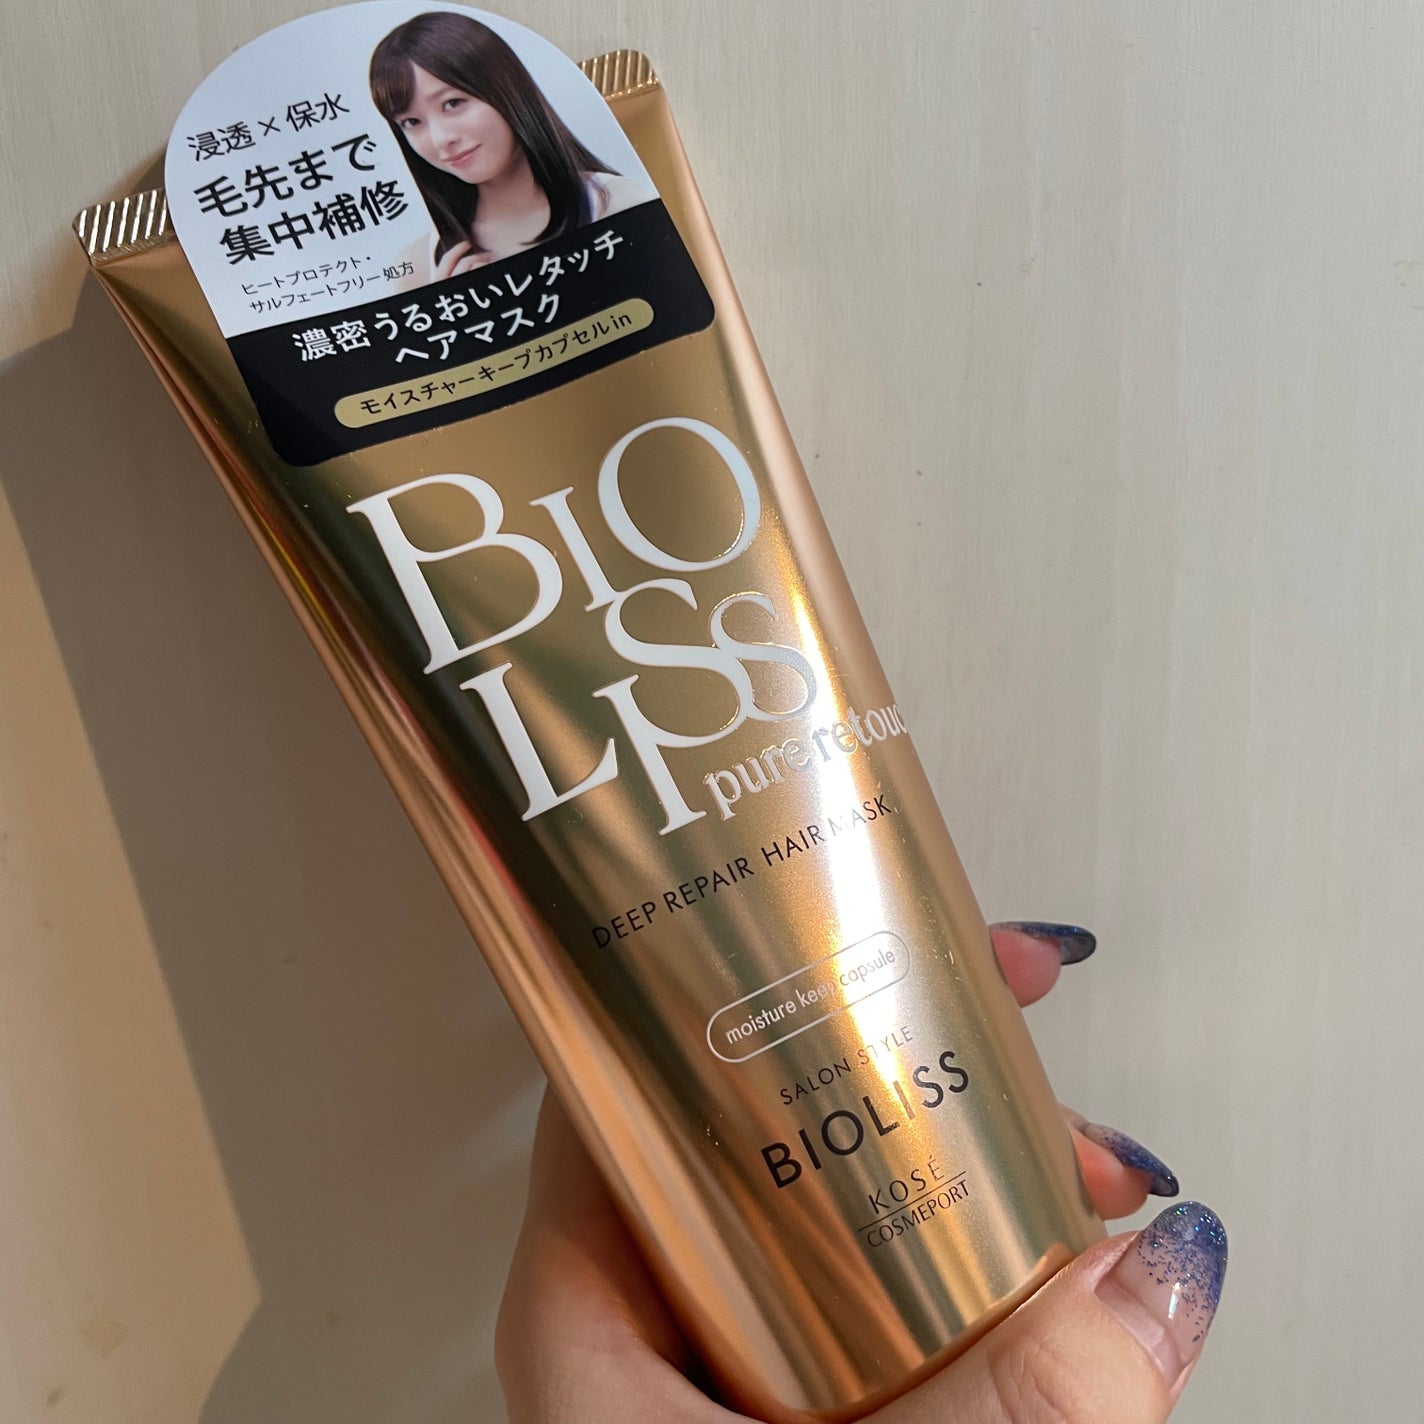 浸透×保水
毛先まで
集中補修
ヒートプロテクト・
サルフェートフリー処方
濃密うるおいレタッチ
ヘアマスク
モイスチャーキープカプセルin
BIO
LISS
pure retouc
DEEP REPAIR HAIR MASK
moisture keep capsule
SALON STYLE
BIOLISS
KOSÉ
COSMEPORT